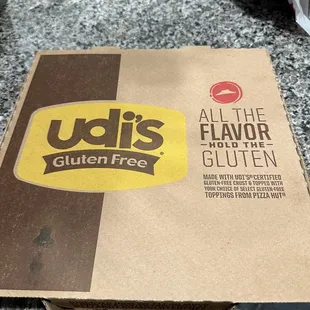 udi's®
Gluten Free
ALL THE
FLAVOR
HOLD THE
GLUTEN
MADE WITH UDI'S® CERTIFIED
GLUTEN-FREE CRUST & TOPPED WITH
YOUR CHOICE OF SELECT GLUTEN-FREE
TOPPINGS FROM PIZZA HUT®